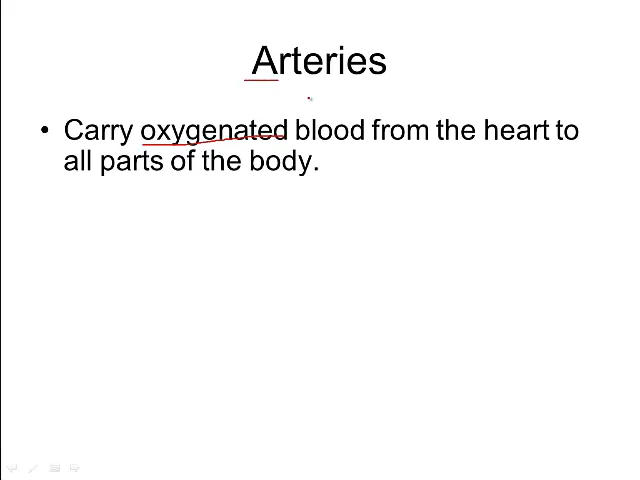 Arteries
• Carry oxygenated blood from the heart to
all parts of the body.